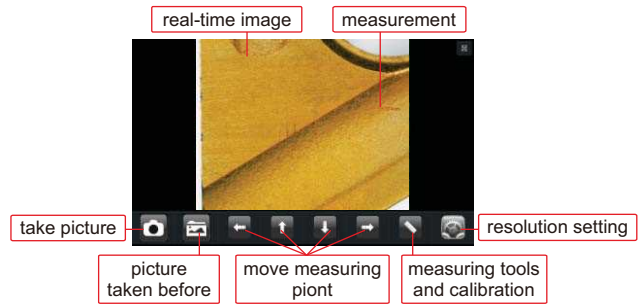 real-time image
measurement
take picture
resolution setting
picture
taken before
move measuring
piont
measuring tools
and calibration